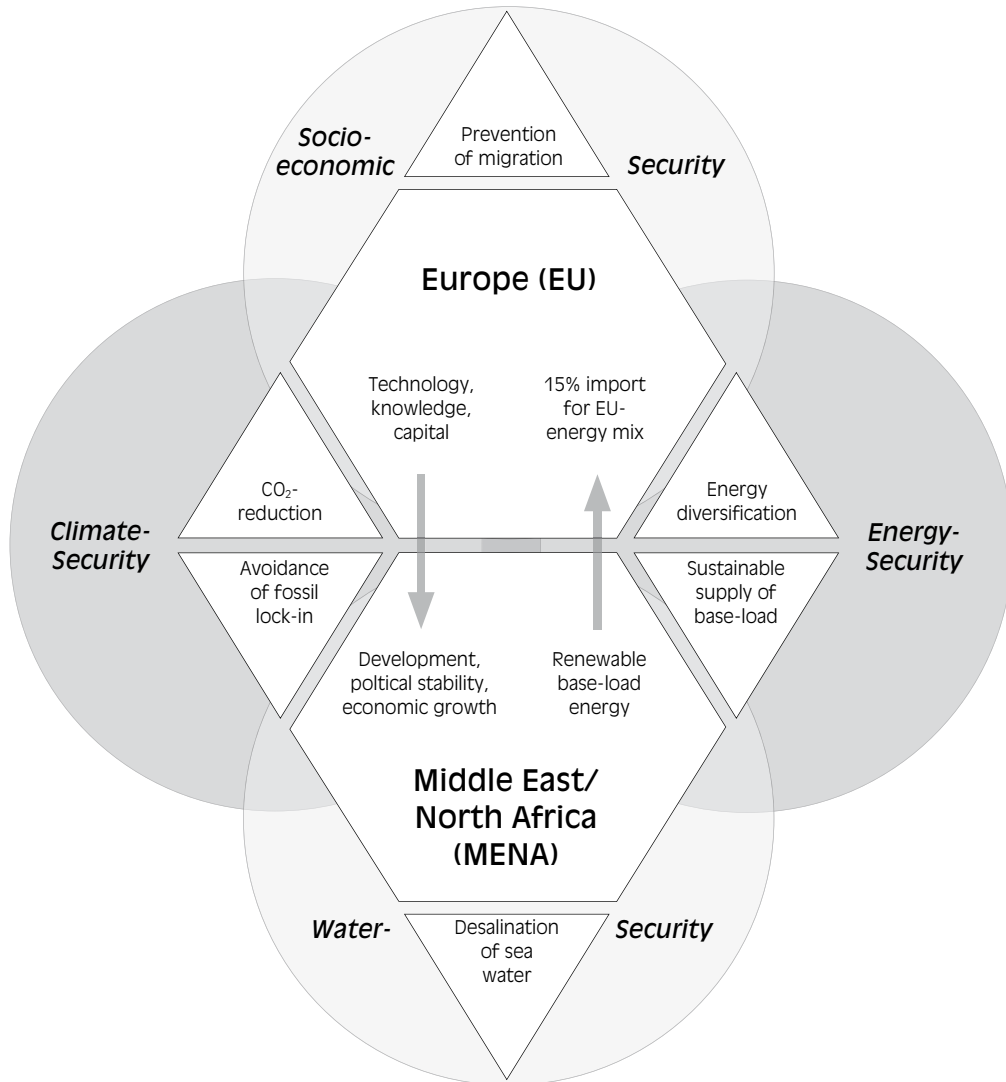 Socio-
economic
Prevention
of migration
Security
Europe (EU)
Technology,
knowledge,
capital
15% import
for EU-
energy mix
CO₂-
reduction
Energy
diversification
Climate-
Security
Energy-
Security
Avoidance
of fossil
lock-in
Sustainable
supply of
base-load
Development,
poltical stability,
economic growth
Renewable
base-load
energy
Middle East/
North Africa
(MENA)
Water-
Desalination
of sea
water
Security